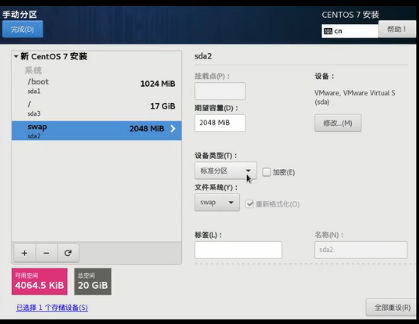 手动分区
CENTOS 7 安装
完成(D)
cn
帮助！
新 CentOS 7 安装
系统
/boot
1024 MiB
sda1
/
17 GiB
sda3
swap
2048 MiB
sda2
sda2
挂载点(P)：
设备：
VMware, VMware Virtual S
(sda)
期望容量(D)：
2048 MiB
修改...(M)
设备类型(T)：
标准分区
加密(E)
文件系统(Y)：
swap
重新格式化(O)
标签(L)：
名称(N)：
sda2
+ - 
可用空间
4064.5 KiB
总空间
20 GiB
已选择 1 个存储设备(S)
全部重设(R)